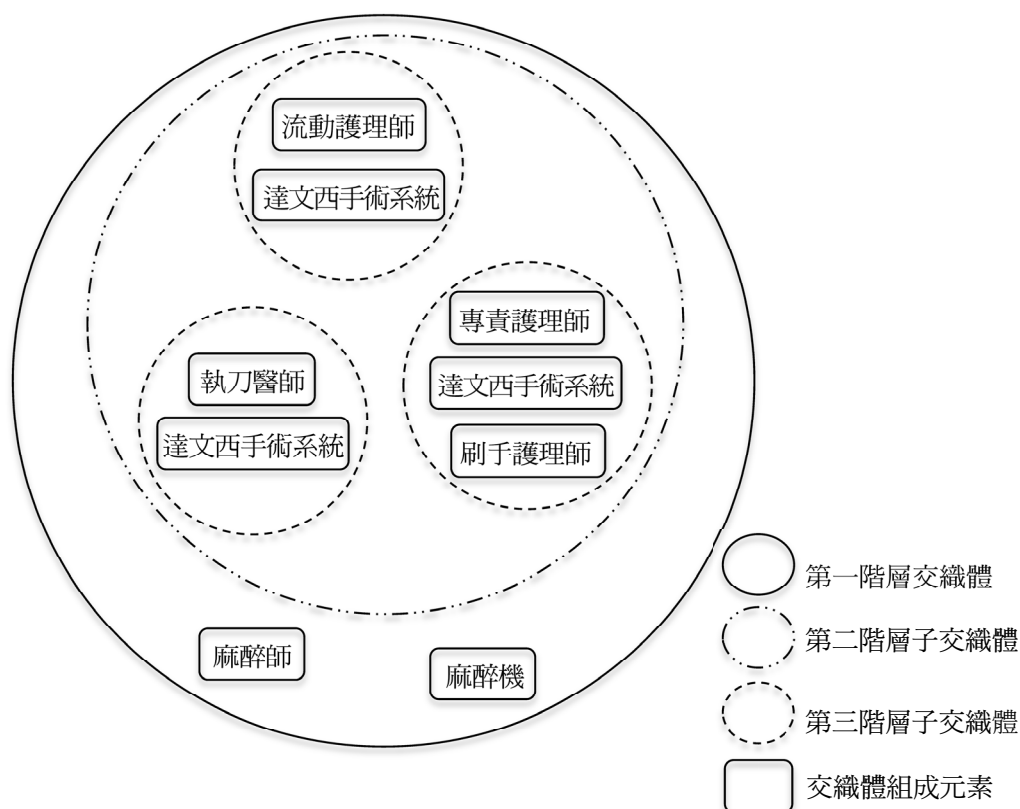 流動護理師
達文西手術系統
專責護理師
達文西手術系統
刷手護理師
執刀醫師
達文西手術系統
麻醉師
麻醉機
第一階層交織體
第二階層子交織體
第三階層子交織體
交織體組成元素